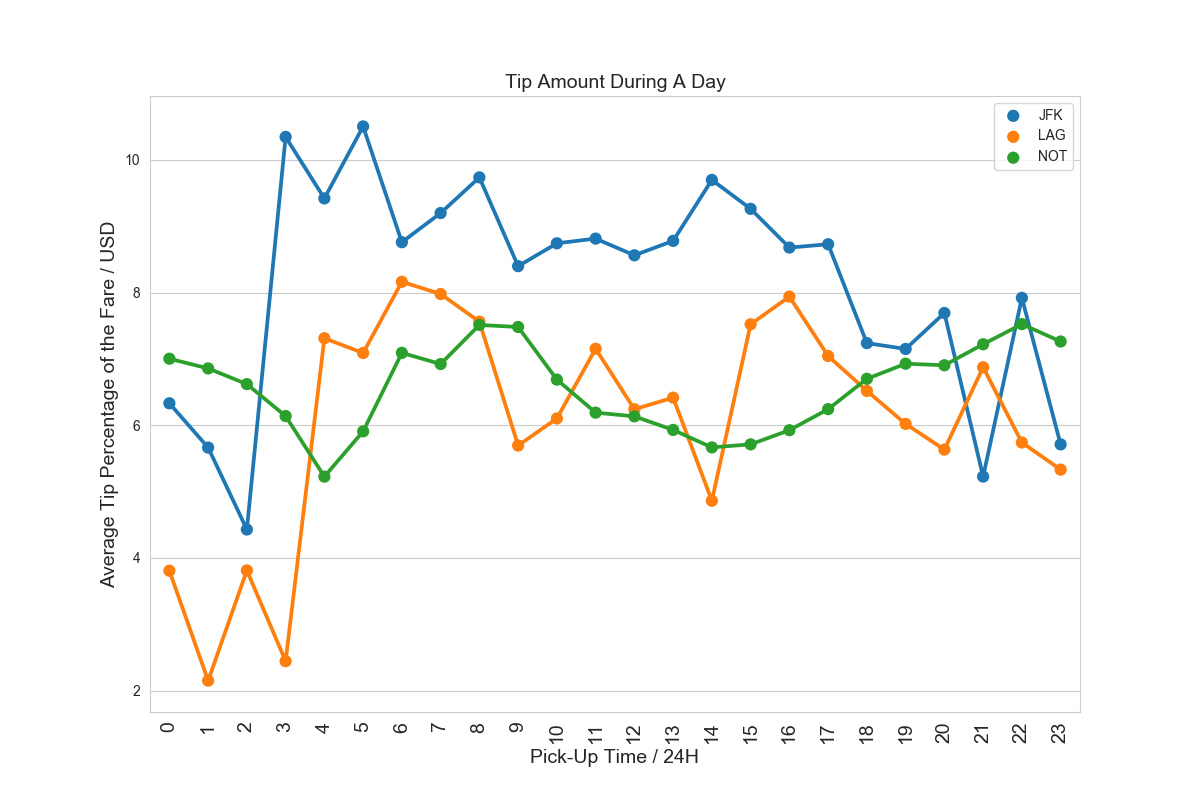 Tip Amount During A Day
JFK
LAG
NOT
Average Tip Percentage of the Fare / USD
10
8
6
4
2
0 1 2 3 4 5 6 7 8 9 10 11 12 13 14 15 16 17 18 19 20 21 22 23
Pick-Up Time / 24H